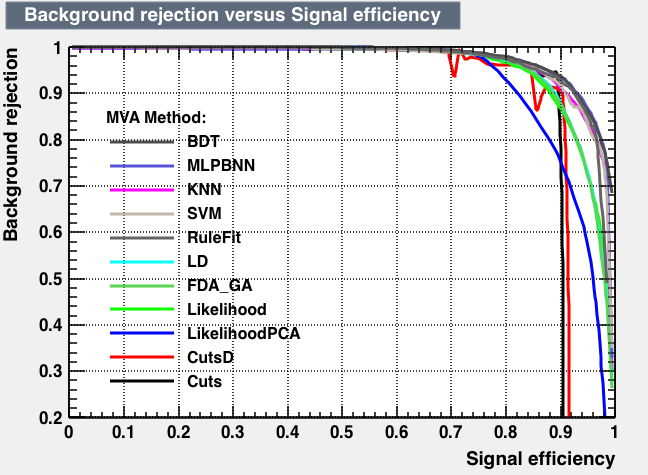 Background rejection versus Signal efficiency
Background rejection
1
0.9
0.8
0.7
0.6
0.5
0.4
0.3
0.2
MVA Method:
BDT
MLPBNN
KNN
SVM
RuleFit
LD
FDA_GA
Likelihood
LikelihoodPCA
CutsD
Cuts
0 0.1 0.2 0.3 0.4 0.5 0.6 0.7 0.8 0.9 1
Signal efficiency